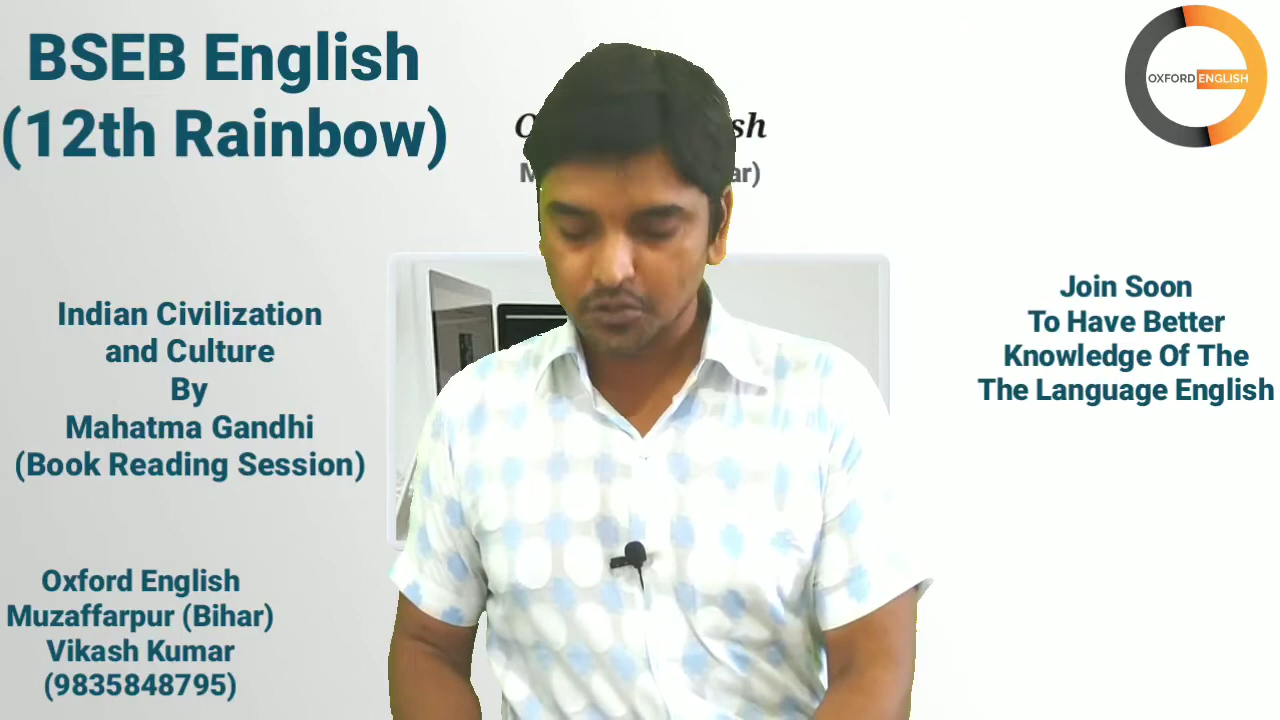 BSEB English
(12th Rainbow)
OXFORD ENGLISH
Indian Civilization
and Culture
By
Mahatma Gandhi
(Book Reading Session)
Join Soon
To Have Better
Knowledge Of The
The Language English
Oxford English
Muzaffarpur (Bihar)
Vikash Kumar
(9835848795)